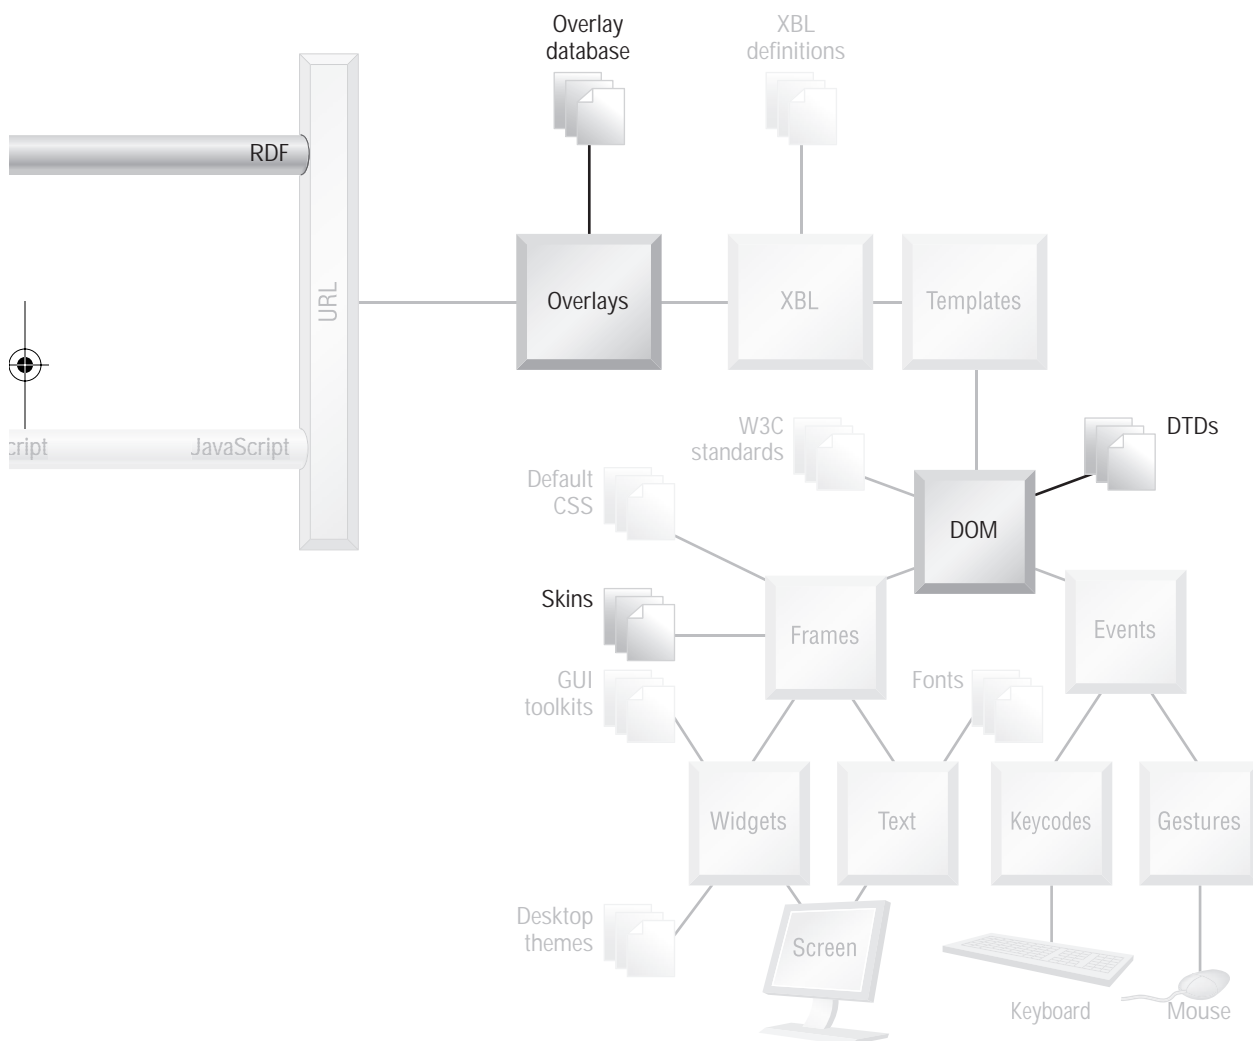 Overlay
database
XBL
definitions
RDF
URL
Overlays
XBL
Templates
cript
JavaScript
W3C
standards
DTDs
Default
CSS
DOM
Skins
Frames
Events
GUI
toolkits
Fonts
Widgets
Text
Keycodes
Gestures
Desktop
themes
Screen
Keyboard
Mouse